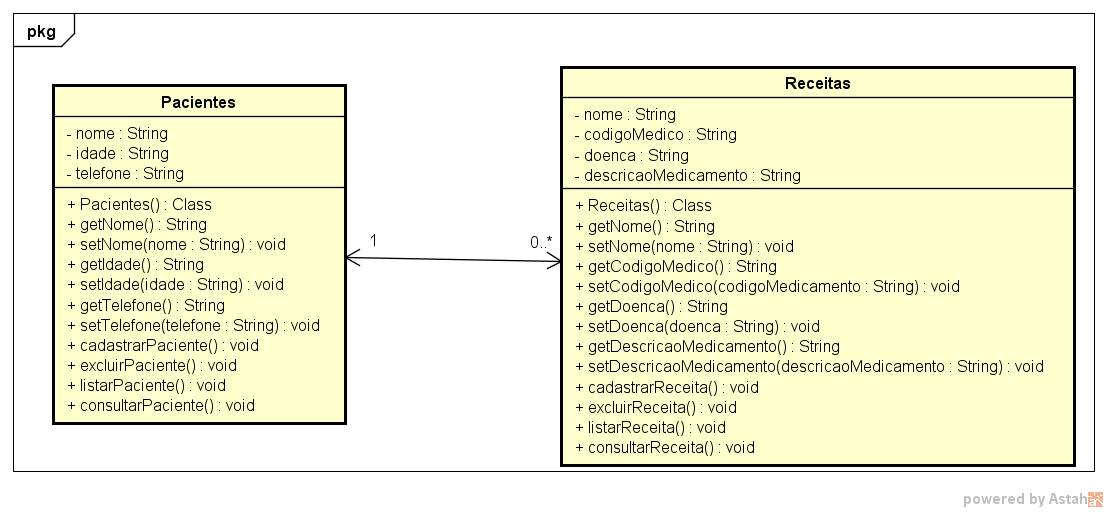 pkg
Pacientes
- nome : String
- idade : String
- telefone : String
+ Pacientes() : Class
+ getNome() : String
+ setNome(nome : String) : void
+ getIdade() : String
+ setIdade(idade : String) : void
+ getTelefone() : String
+ setTelefone(telefone : String) : void
+ cadastrarPaciente() : void
+ excluirPaciente() : void
+ listarPaciente() : void
+ consultarPaciente() : void
1
0..*
Receitas
- nome : String
- codigoMedico : String
- doenca : String
- descricaoMedicamento : String
+ Receitas() : Class
+ getNome() : String
+ setNome(nome : String) : void
+ getCodigoMedico() : String
+ setCodigoMedico(codigoMedicamento : String) : void
+ getDoenca() : String
+ setDoenca(doenca : String) : void
+ getDescricaoMedicamento() : String
+ setDescricaoMedicamento(descricaoMedicamento : String) : void
+ cadastrarReceita() : void
+ excluirReceita() : void
+ listarReceita() : void
+ consultarReceita() : void
powered by Astah